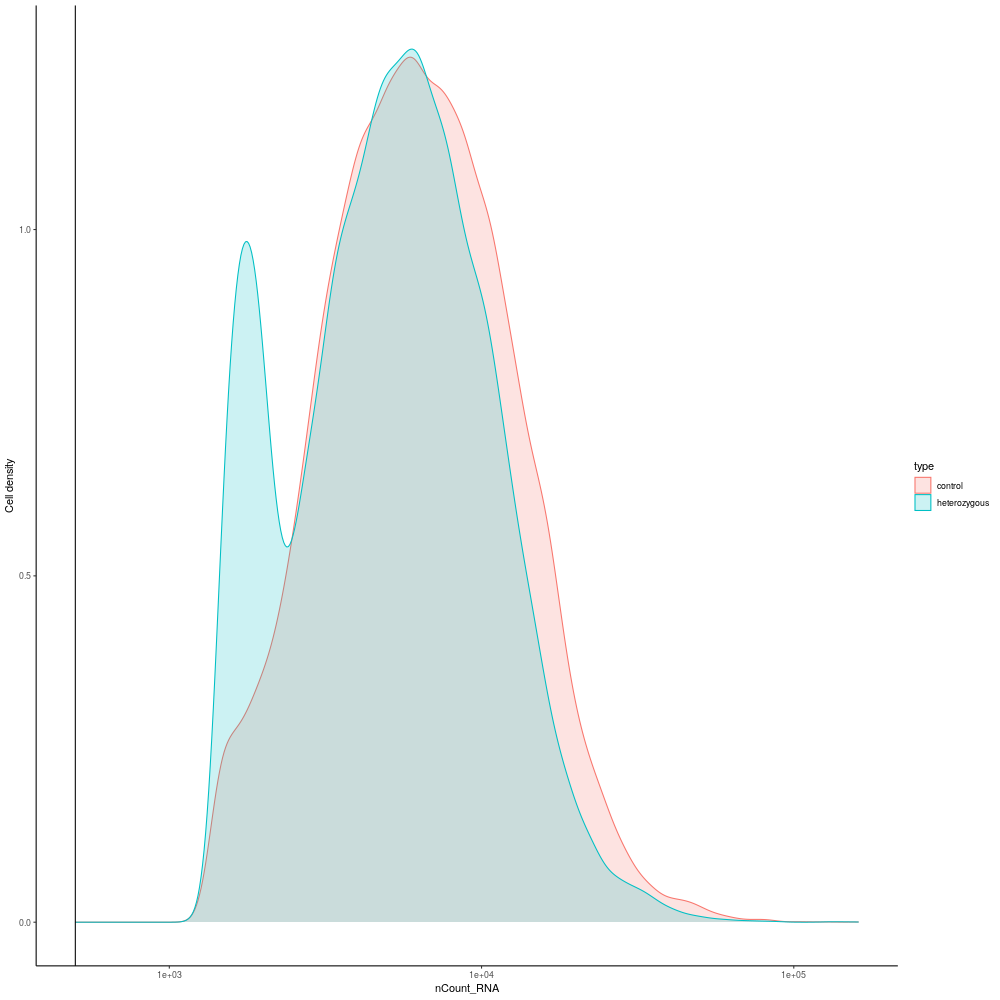 Cell density
1.0
0.5
0.0
1e+03
1e+04
1e+05
nCount_RNA
type
control
heterozygous